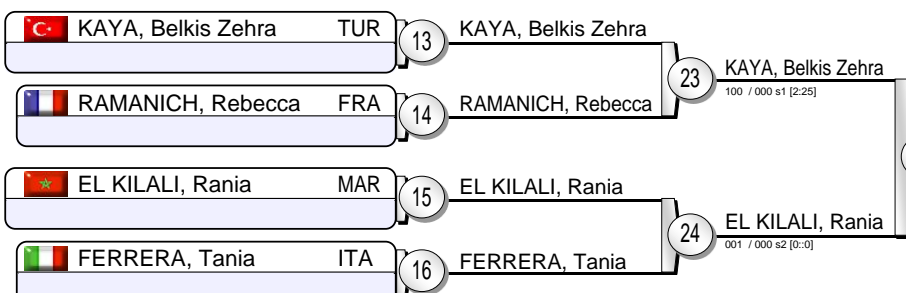 KAYA, Belkis Zehra TUR
13
KAYA, Belkis Zehra
23
KAYA, Belkis Zehra
100 / 000 s1 [2:25]
RAMANICH, Rebecca FRA
14
RAMANICH, Rebecca
EL KILALI, Rania MAR
15
EL KILALI, Rania
24
EL KILALI, Rania
001 / 000 s2 [0::0]
FERRERA, Tania ITA
16
FERRERA, Tania